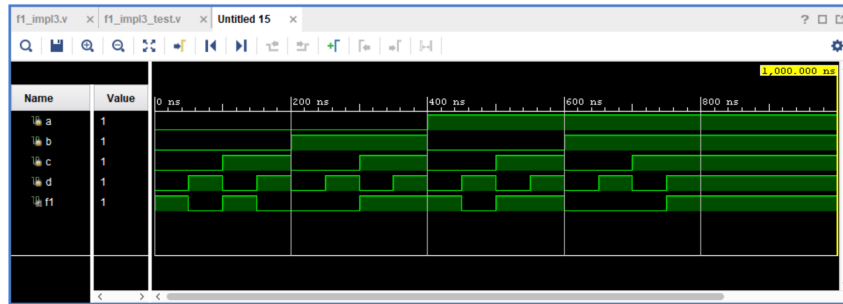 f1_impl3.v × f1_impl3_test.v × Untitled 15 ×
1,000.000 ns
Name Value
0 ns 200 ns 400 ns 600 ns 800 ns
a 1
b 1
c 1
d 1
f1 1